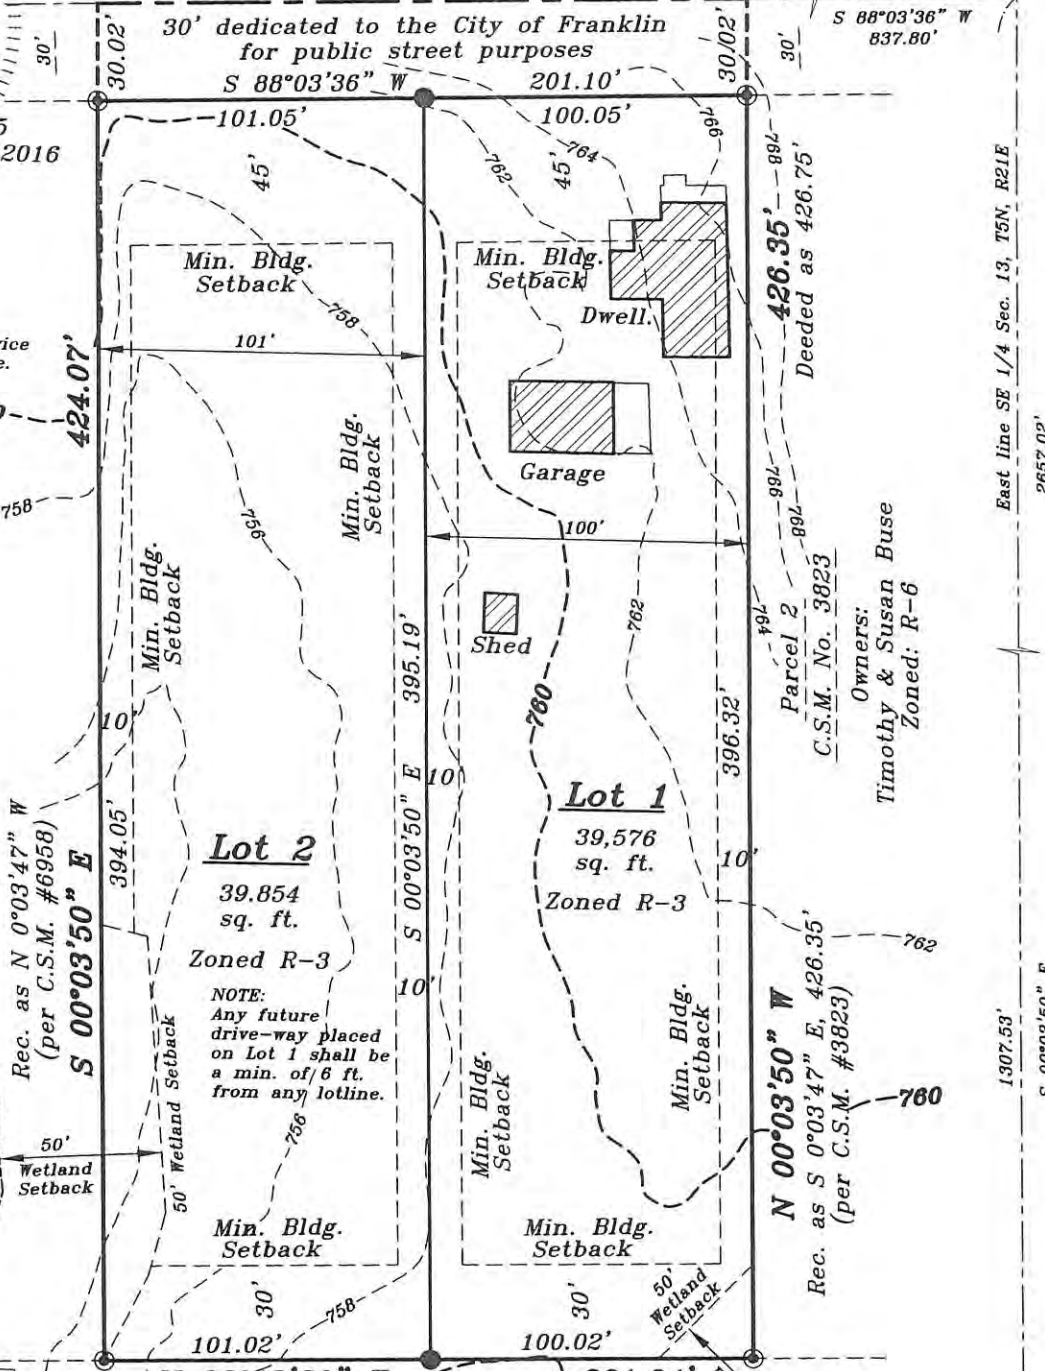 30' dedicated to the City of Franklin
for public street purposes
S 88°03'36" W
201.10'
S 88°03'36" W
837.80'
30'
30.02'
30.02'
30'
101.05'
100.05'
2016
45'
45'
762
764
766
768
Min. Bldg.
Setback
Min. Bldg.
Setback
758
Dwell.
426.35'
Deeded as 426.75'
East line SE 1/4 Sec. 13, T5N, R21E
2657.02'
101'
424.07'
Garage
Min. Bldg.
Setback
758
756
100'
766
768
Min. Bldg.
Setback
Shed
762
764
Parcel 2
C.S.M. No. 3823
Owners:
Timothy & Susan Buse
Zoned: R-6
395.19'
760
396.32'
10'
10'
S 00°03'50" E
Lot 1
39,576
sq. ft.
Zoned R-3
10'
394.05'
Lot 2
39.854
sq. ft.
Zoned R-3
NOTE:
Any future
drive-way placed
on Lot 1 shall be
a min. of 6 ft.
from any lotline.
10'
Rec. as N 0°03'47" W
(per C.S.M. #6958)
S 00°03'50" E
762
N 00°03'50" W
Rec. as S 0°03'47" E, 426.35'
(per C.S.M. #3823)
760
1307.53'
Min. Bldg.
Setback
Min. Bldg.
Setback
756
50'
Wetland
Setback
50' Wetland Setback
Min. Bldg.
Setback
Min. Bldg.
Setback
50'
Wetland
Setback
30'
758
30'
101.02'
100.02'